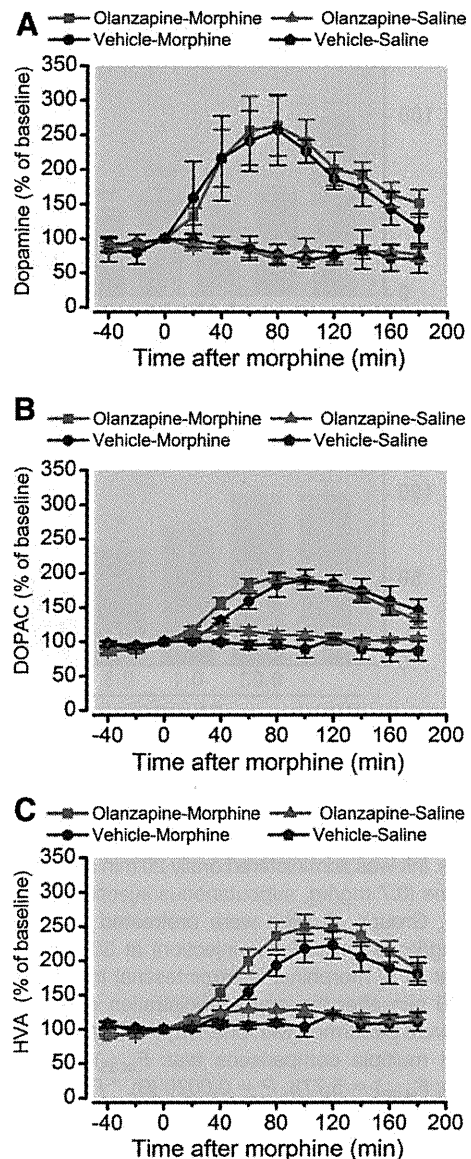 A
Olanzapine-Morphine Olanzapine-Saline
Vehicle-Morphine Vehicle-Saline
350
300
250
200
150
100
50
0
Dopamine (% of baseline)
-40 0 40 80 120 160 200
Time after morphine (min)
B
Olanzapine-Morphine Olanzapine-Saline
Vehicle-Morphine Vehicle-Saline
350
300
250
200
150
100
50
0
DOPAC (% of baseline)
-40 0 40 80 120 160 200
Time after morphine (min)
C
Olanzapine-Morphine Olanzapine-Saline
Vehicle-Morphine Vehicle-Saline
350
300
250
200
150
100
50
0
HVA (% of baseline)
-40 0 40 80 120 160 200
Time after morphine (min)